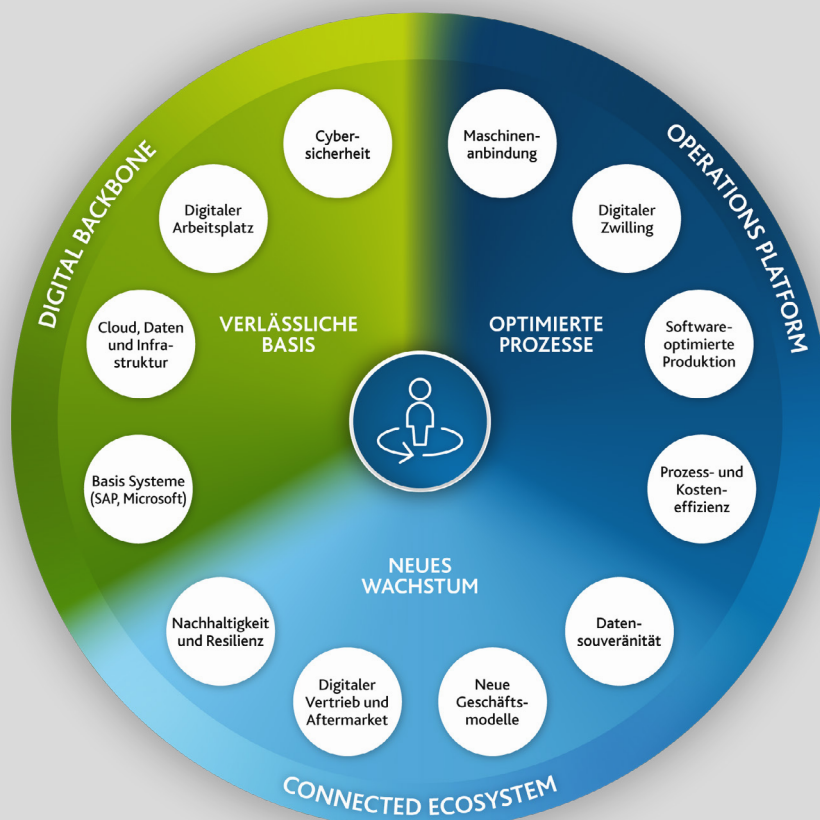 DIGITAL BACKBONE
VERLÄSSLICHE
BASIS
Cyber-
sicherheit
Digitaler
Arbeitsplatz
Cloud, Daten
und Infra-
struktur
Basis Systeme
(SAP, Microsoft)
OPERATIONS PLATFORM
OPTIMIERTE
PROZESSE
Maschinen-
anbindung
Digitaler
Zwilling
Software-
optimierte
Produktion
Prozess- und
Kosten-
effizienz
NEUES
WACHSTUM
Daten-
souveränität
Neue
Geschäfts-
modelle
Digitaler
Vertrieb und
Aftermarket
Nachhaltigkeit
und Resilienz
CONNECTED ECOSYSTEM